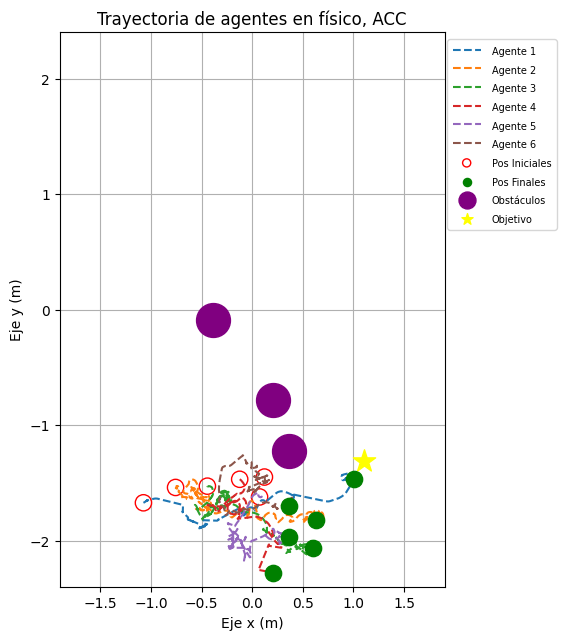 Trayectoria de agentes en físico, ACC
Agente 1
Agente 2
Agente 3
Agente 4
Agente 5
Agente 6
Pos Iniciales
Pos Finales
Obstáculos
Objetivo
Eje y (m)
2
1
0
−1
−2
−1.5
−1.0
−0.5
0.0
0.5
1.0
1.5
Eje x (m)